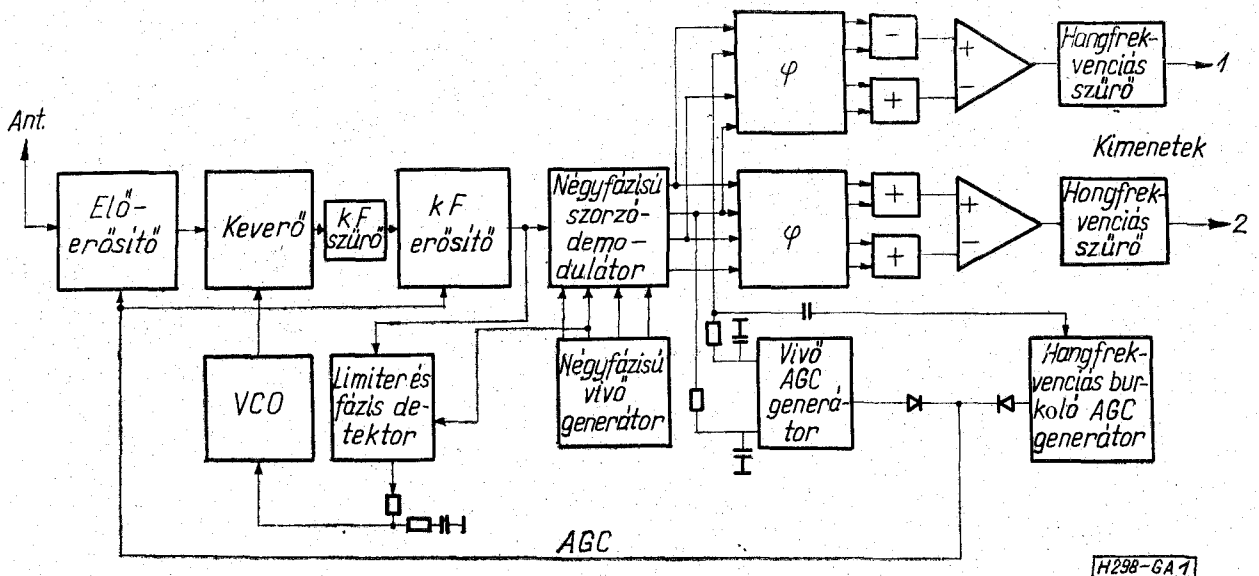 Ant.
Elő-
erősítő
Keverő
kF
szűrő
kF
erősítő
Négyfázisú
szorzó-
demo-
dulátor
φ
-
+
+
−
Hangfrek-
venciás
szűrő
1
Kimenetek
φ
+
+
+
−
Hongfrek-
venciás
szűrő
2
VCO
Limiter és
fázis de-
tektor
Négyfázisú
vivő
generátor
Vivő
AGC
generá-
tor
Hangfrek-
venciás bur-
koló AGC
generátor
AGC
H298-GA1